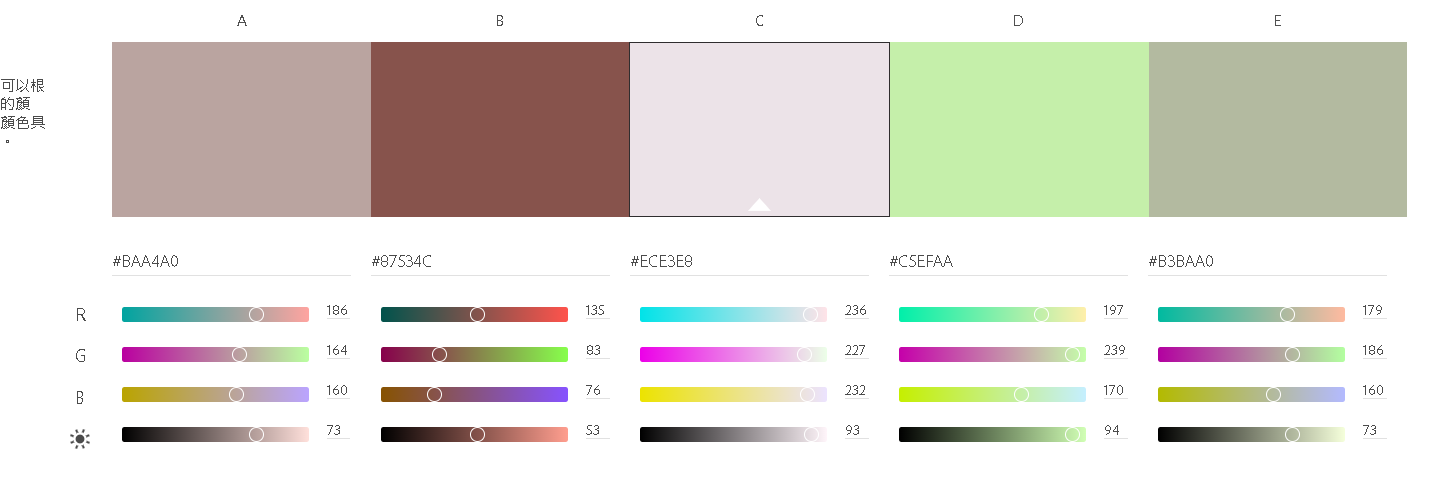 A B C D E
可以根
的顏
顏色具
。
#BAA4A0 #87534C #ECE3E8 #C5EFAA #B3BAA0
R 186 135 236 197 179
G 164 83 227 239 186
B 160 76 232 170 160
73 53 93 94 73